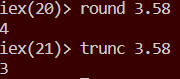 iex(20)> round 3.58
4
iex(21)> trunc 3.58
3